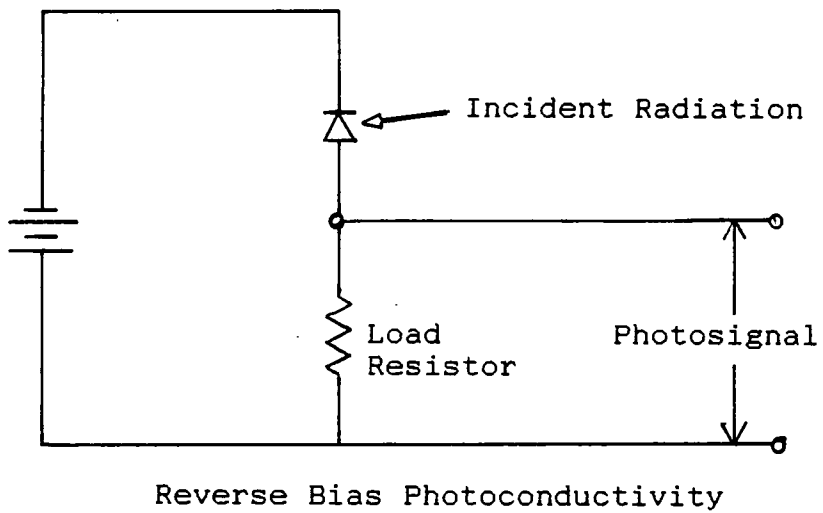 Incident Radiation
Load
Resistor
Photosignal
Reverse Bias Photoconductivity